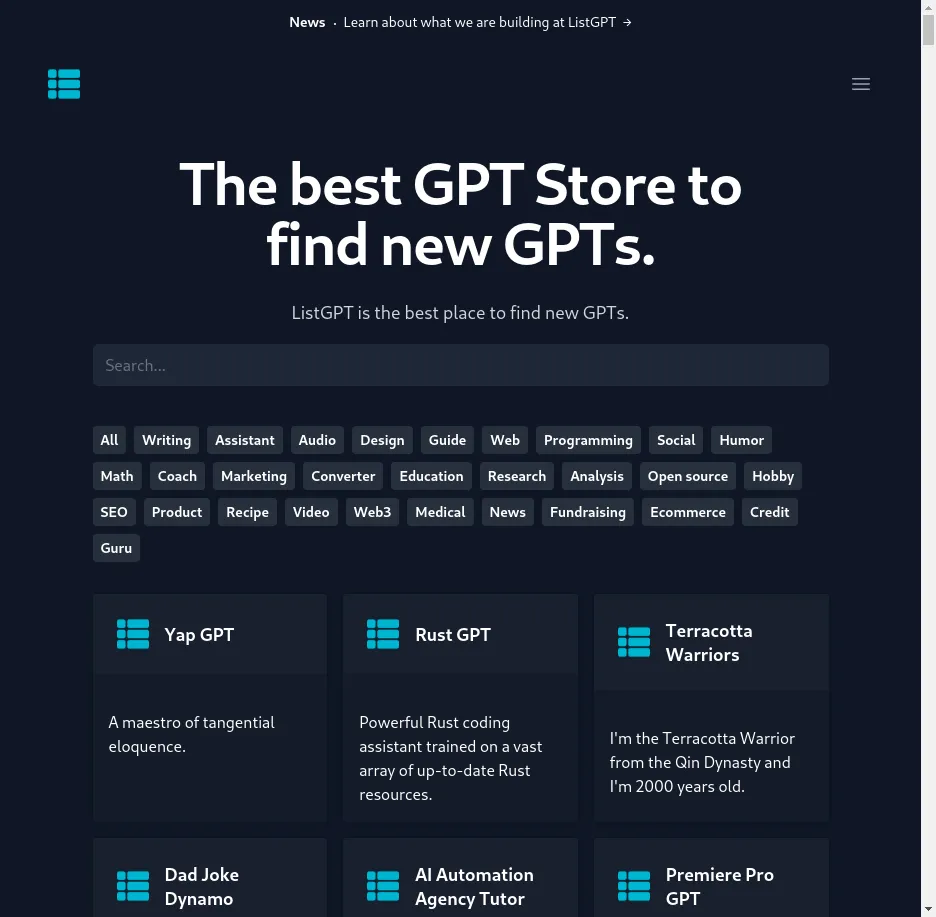 News · Learn about what we are building at ListGPT →
The best GPT Store to
find new GPTs.
ListGPT is the best place to find new GPTs.
Search...
All Writing Assistant Audio Design Guide Web Programming Social Humor
Math Coach Marketing Converter Education Research Analysis Open source Hobby
SEO Product Recipe Video Web3 Medical News Fundraising Ecommerce Credit
Guru
Yap GPT
A maestro of tangential
eloquence.
Rust GPT
Powerful Rust coding
assistant trained on a vast
array of up-to-date Rust
resources.
Terracotta
Warriors
I'm the Terracotta Warrior
from the Qin Dynasty and
I'm 2000 years old.
Dad Joke
Dynamo
AI Automation
Agency Tutor
Premiere Pro
GPT